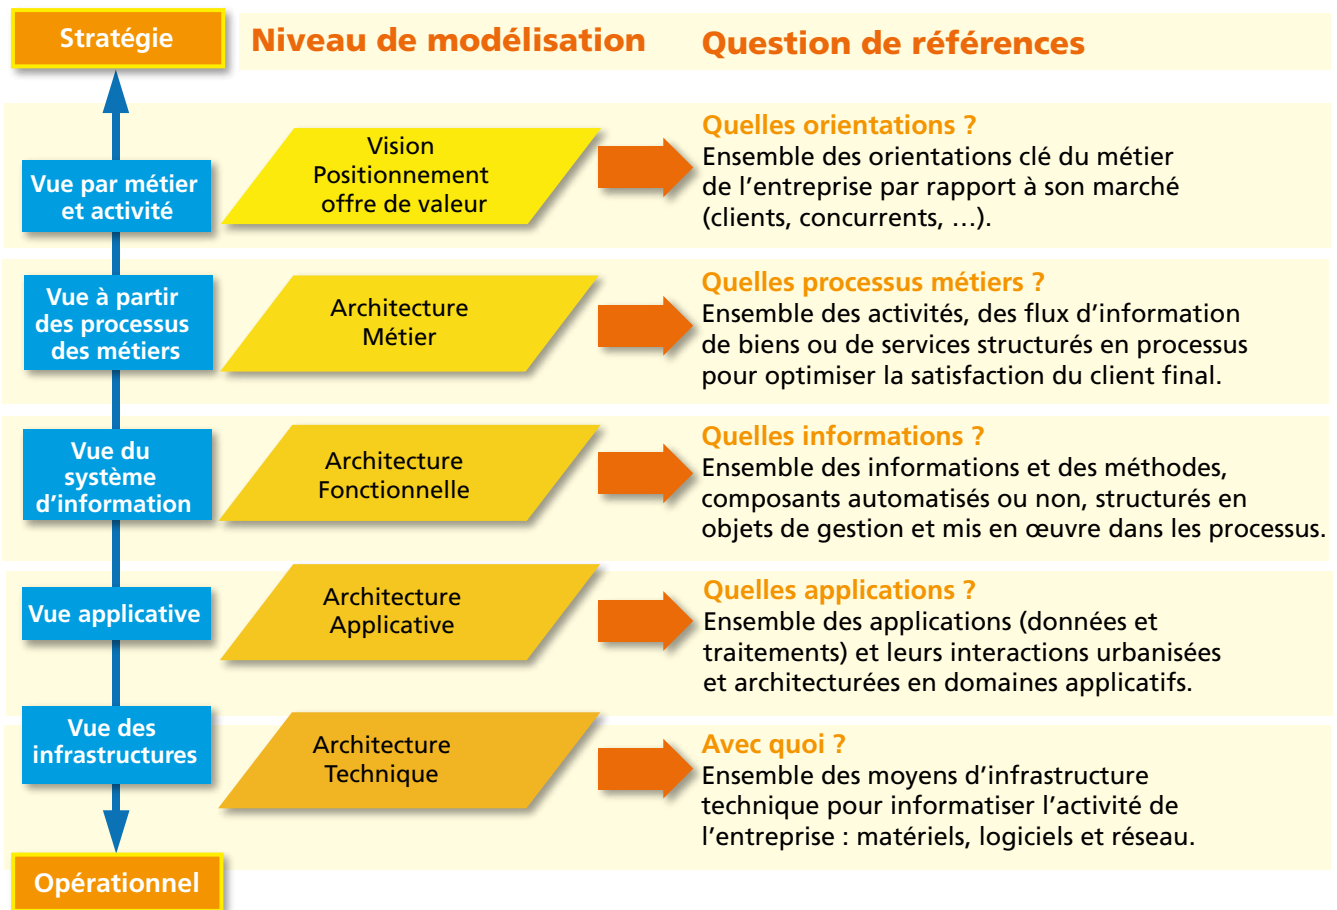 Stratégie
Niveau de modélisation
Question de références
Vue par métier
et activité
Vision
Positionnement
offre de valeur
Quelles orientations ?
Ensemble des orientations clé du métier
de l’entreprise par rapport à son marché
(clients, concurrents, …).
Vue à partir
des processus
des métiers
Architecture
Métier
Quelles processus métiers ?
Ensemble des activités, des flux d’information
de biens ou de services structurés en processus
pour optimiser la satisfaction du client final.
Vue du
système
d’information
Architecture
Fonctionnelle
Quelles informations ?
Ensemble des informations et des méthodes,
composants automatisés ou non, structurés en
objets de gestion et mis en œuvre dans les processus.
Vue applicative
Architecture
Applicative
Quelles applications ?
Ensemble des applications (données et
traitements) et leurs interactions urbanisées
et architecturées en domaines applicatifs.
Vue des
infrastructures
Architecture
Technique
Avec quoi ?
Ensemble des moyens d’infrastructure
technique pour informatiser l’activité de
l’entreprise : matériels, logiciels et réseau.
Opérationnel